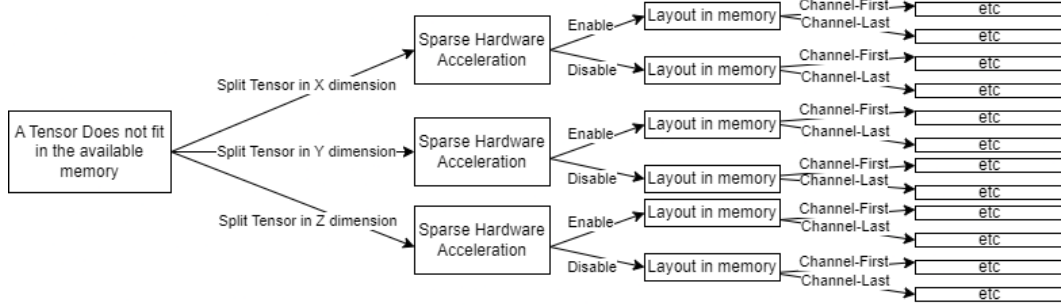 A Tensor Does not fit
in the available
memory
Split Tensor in X dimension
Split Tensor in Y dimension
Split Tensor in Z dimension
Sparse Hardware
Acceleration
Enable
Disable
Layout in memory
Channel-First
Channel-Last
etc
etc
Layout in memory
Channel-First
Channel-Last
etc
etc
Sparse Hardware
Acceleration
Enable
Disable
Layout in memory
Channel-First
Channel-Last
etc
etc
Layout in memory
Channel-First
Channel-Last
etc
etc
Sparse Hardware
Acceleration
Enable
Disable
Layout in memory
Channel-First
Channel-Last
etc
etc
Layout in memory
Channel-First
Channel-Last
etc
etc